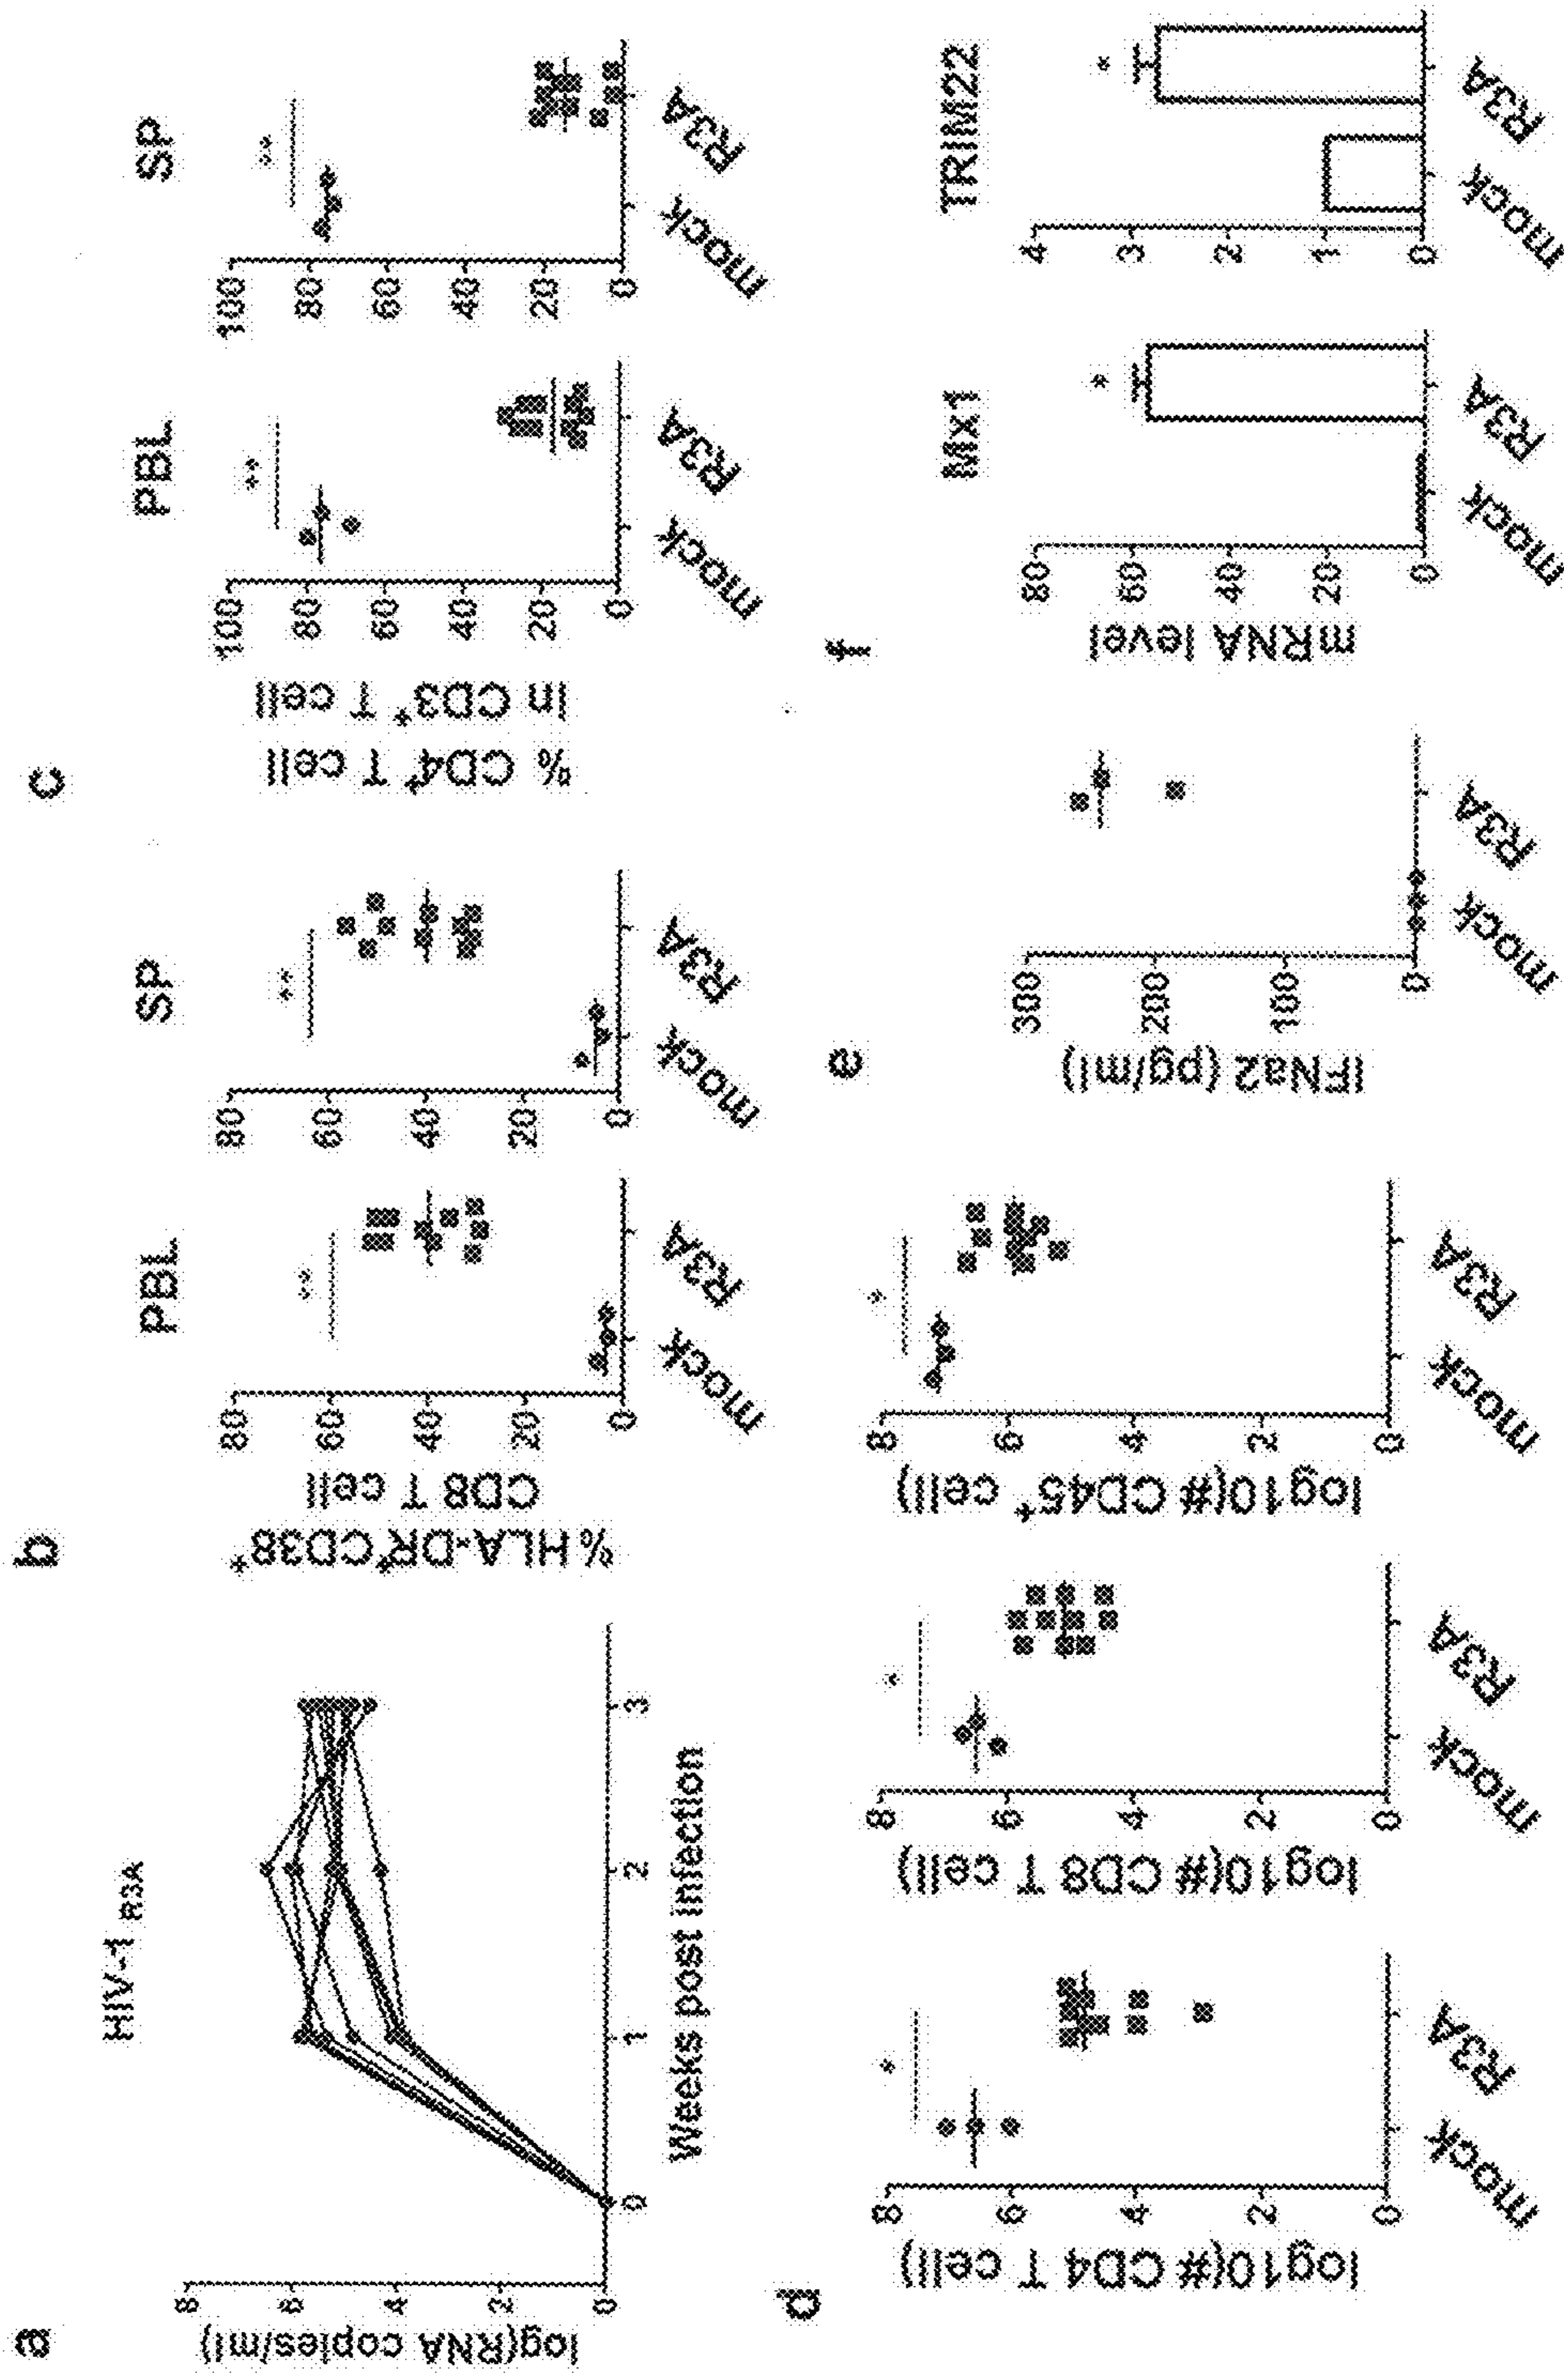 a
HIV-1 R3A
log(RNA copies/ml)
8
6
4
2
0
0 1 2 3
Weeks post infection
b
%HLA-DR⁺CD38⁺
CD8 T cell
PBL
**
80
60
40
20
0
mock R3A
SP
**
80
60
40
20
0
mock R3A
c
% CD4⁺ T cell
In CD3⁺ T cell
PBL
**
100
80
60
40
20
0
mock R3A
SP
**
100
80
60
40
20
0
mock R3A
d
log10(# CD4 T cell)
*
8
6
4
2
0
mock R3A
log10(# CD8 T cell)
*
8
6
4
2
0
mock R3A
log10(# CD45⁺ cell)
*
8
6
4
2
0
mock R3A
e
IFNa2 (pg/ml)
300
200
100
0
mock R3A
f
mRNA level
Mx1
*
80
60
40
20
0
mock R3A
TRIM22
*
4
3
2
1
0
mock R3A